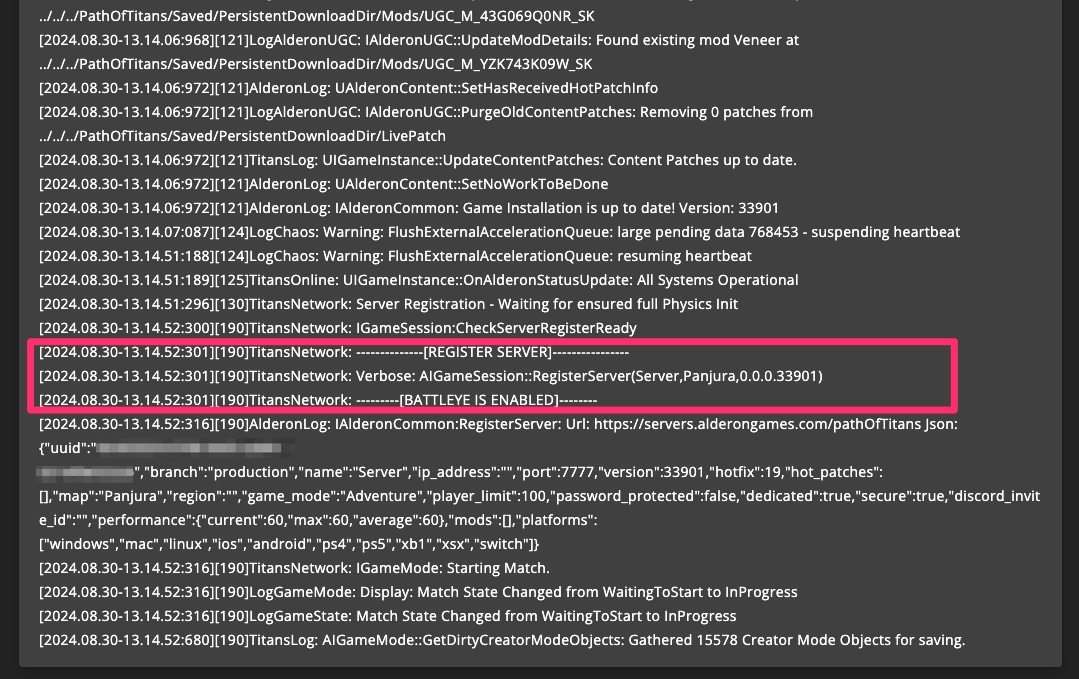 ../../../PathOfTitans/Saved/PersistentDownloadDir/Mods/UGC_M_43G069Q0NR_SK
[2024.08.30-13.14.06:968][121]LogAlderonUGC: IAlderonUGC::UpdateModDetails: Found existing mod Veneer at
../../../PathOfTitans/Saved/PersistentDownloadDir/Mods/UGC_M_YZK743K09W_SK
[2024.08.30-13.14.06:972][121]AlderonLog: UAlderonContent::SetHasReceivedHotPatchInfo
[2024.08.30-13.14.06:972][121]LogAlderonUGC: IAlderonUGC::PurgeOldContentPatches: Removing 0 patches from
../../../PathOfTitans/Saved/PersistentDownloadDir/LivePatch
[2024.08.30-13.14.06:972][121]TitansLog: UIGameInstance::UpdateContentPatches: Content Patches up to date.
[2024.08.30-13.14.06:972][121]AlderonLog: UAlderonContent::SetNoWorkToBeDone
[2024.08.30-13.14.06:972][121]AlderonLog: IAlderonCommon: Game Installation is up to date! Version: 33901
[2024.08.30-13.14.07:087][124]LogChaos: Warning: FlushExternalAccelerationQueue: large pending data 768453 - suspending heartbeat
[2024.08.30-13.14.51:188][124]LogChaos: Warning: FlushExternalAccelerationQueue: resuming heartbeat
[2024.08.30-13.14.51:189][125]TitansOnline: UIGameInstance::OnAlderonStatusUpdate: All Systems Operational
[2024.08.30-13.14.51:296][130]TitansNetwork: Server Registration - Waiting for ensured full Physics Init
[2024.08.30-13.14.52:300][190]TitansNetwork: IGameSession:CheckServerRegisterReady
[2024.08.30-13.14.52:301][190]TitansNetwork: --------------[REGISTER SERVER]----------------
[2024.08.30-13.14.52:301][190]TitansNetwork: Verbose: AIGameSession::RegisterServer(Server,Panjura,0.0.0.33901)
[2024.08.30-13.14.52:301][190]TitansNetwork: ---------[BATTLEYE IS ENABLED]--------
[2024.08.30-13.14.52:316][190]AlderonLog: IAlderonCommon:RegisterServer: Url: https://servers.alderongames.com/pathOfTitans Json:
{"uuid":"
","branch":"production","name":"Server","ip_address":"","port":7777,"version":33901,"hotfix":19,"hot_patches":
[],"map":"Panjura","region":"","game_mode":"Adventure","player_limit":100,"password_protected":false,"dedicated":true,"secure":true,"discord_invit
e_id":"","performance":{"current":60,"max":60,"average":60},"mods":[],"platforms":
["windows","mac","linux","ios","android","ps4","ps5","xb1","xsx","switch"]}
[2024.08.30-13.14.52:316][190]TitansNetwork: IGameMode: Starting Match.
[2024.08.30-13.14.52:316][190]LogGameMode: Display: Match State Changed from WaitingToStart to InProgress
[2024.08.30-13.14.52:316][190]LogGameState: Match State Changed from WaitingToStart to InProgress
[2024.08.30-13.14.52:680][190]TitansLog: AIGameMode::GetDirtyCreatorModeObjects: Gathered 15578 Creator Mode Objects for saving.